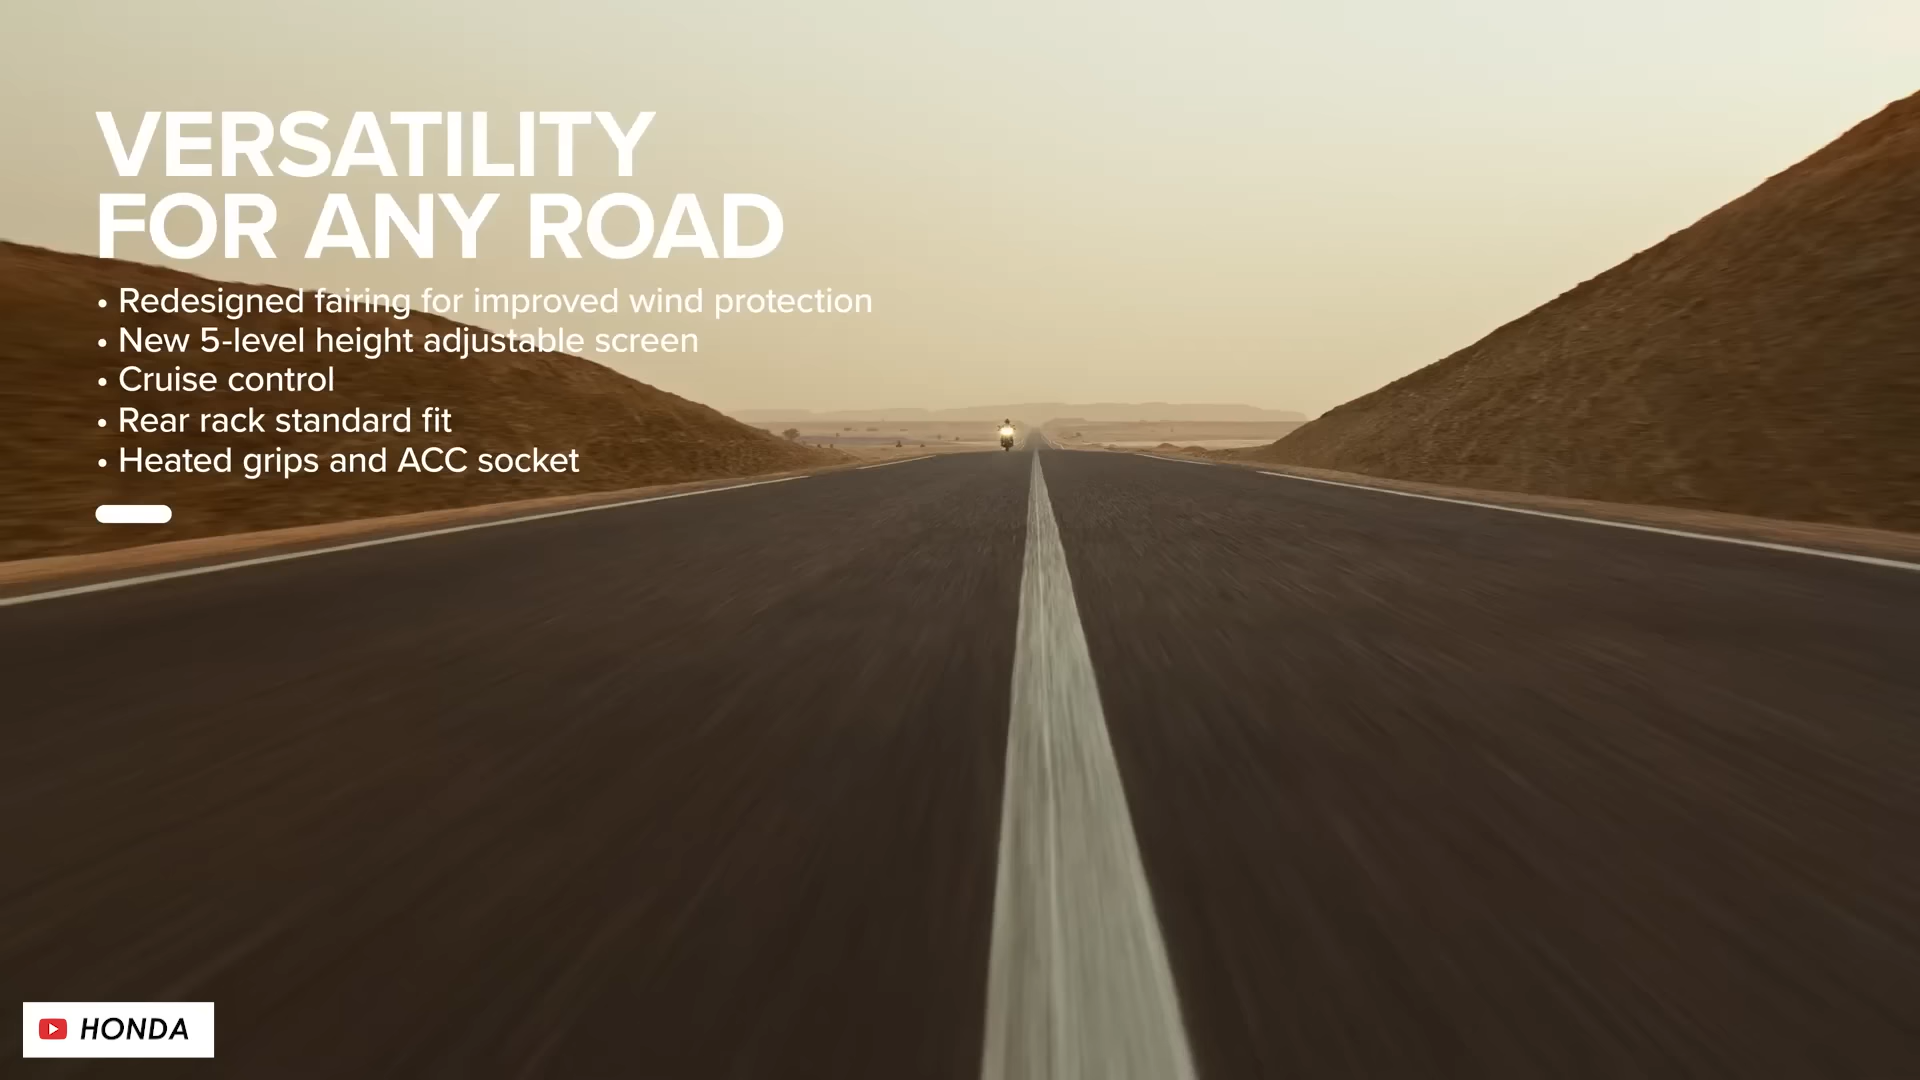 VERSATILITY
FOR ANY ROAD
• Redesigned fairing for improved wind protection
• New 5-level height adjustable screen
• Cruise control
• Rear rack standard fit
• Heated grips and ACC socket
HONDA